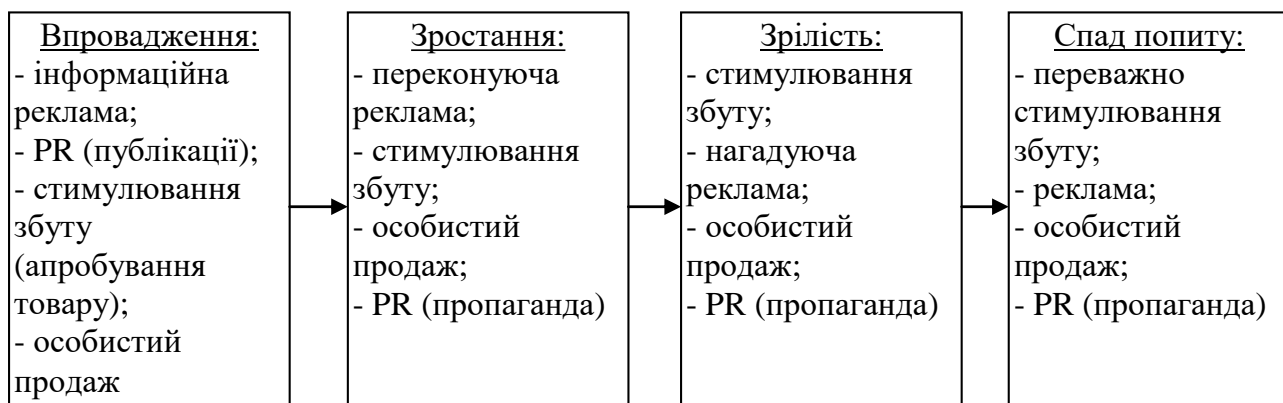 Впровадження:
- інформаційна
реклама;
- PR (публікації);
- стимулювання
збуту
(апробування
товару);
- особистий
продаж
Зростання:
- переконуюча
реклама;
- стимулювання
збуту;
- особистий
продаж;
- PR (пропаганда)
Зрілість:
- стимулювання
збуту;
- нагадуюча
реклама;
- особистий
продаж;
- PR (пропаганда)
Спад попиту:
- переважно
стимулювання
збуту;
- реклама;
- особистий
продаж;
- PR (пропаганда)